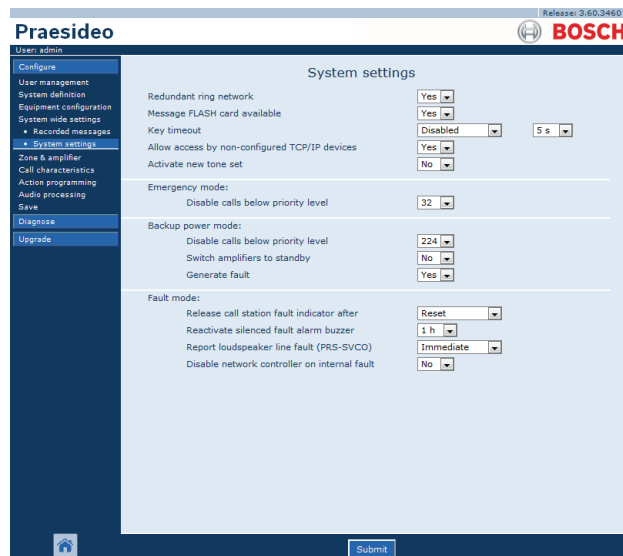 Release: 3.60.3460
Praesideo
BOSCH
User: admin
Configure
User management
System definition
Equipment configuration
System wide settings
• Recorded messages
• System settings
Zone & amplifier
Call characteristics
Action programming
Audio processing
Save
Diagnose
Upgrade
System settings
Redundant ring network Yes
Message FLASH card available Yes
Key timeout Disabled 5 s
Allow access by non-configured TCP/IP devices Yes
Activate new tone set No
Emergency mode:
Disable calls below priority level 32
Backup power mode:
Disable calls below priority level 224
Switch amplifiers to standby No
Generate fault Yes
Fault mode:
Release call station fault indicator after Reset
Reactivate silenced fault alarm buzzer 1 h
Report loudspeaker line fault (PRS-SVCO) Immediate
Disable network controller on internal fault No
Submit